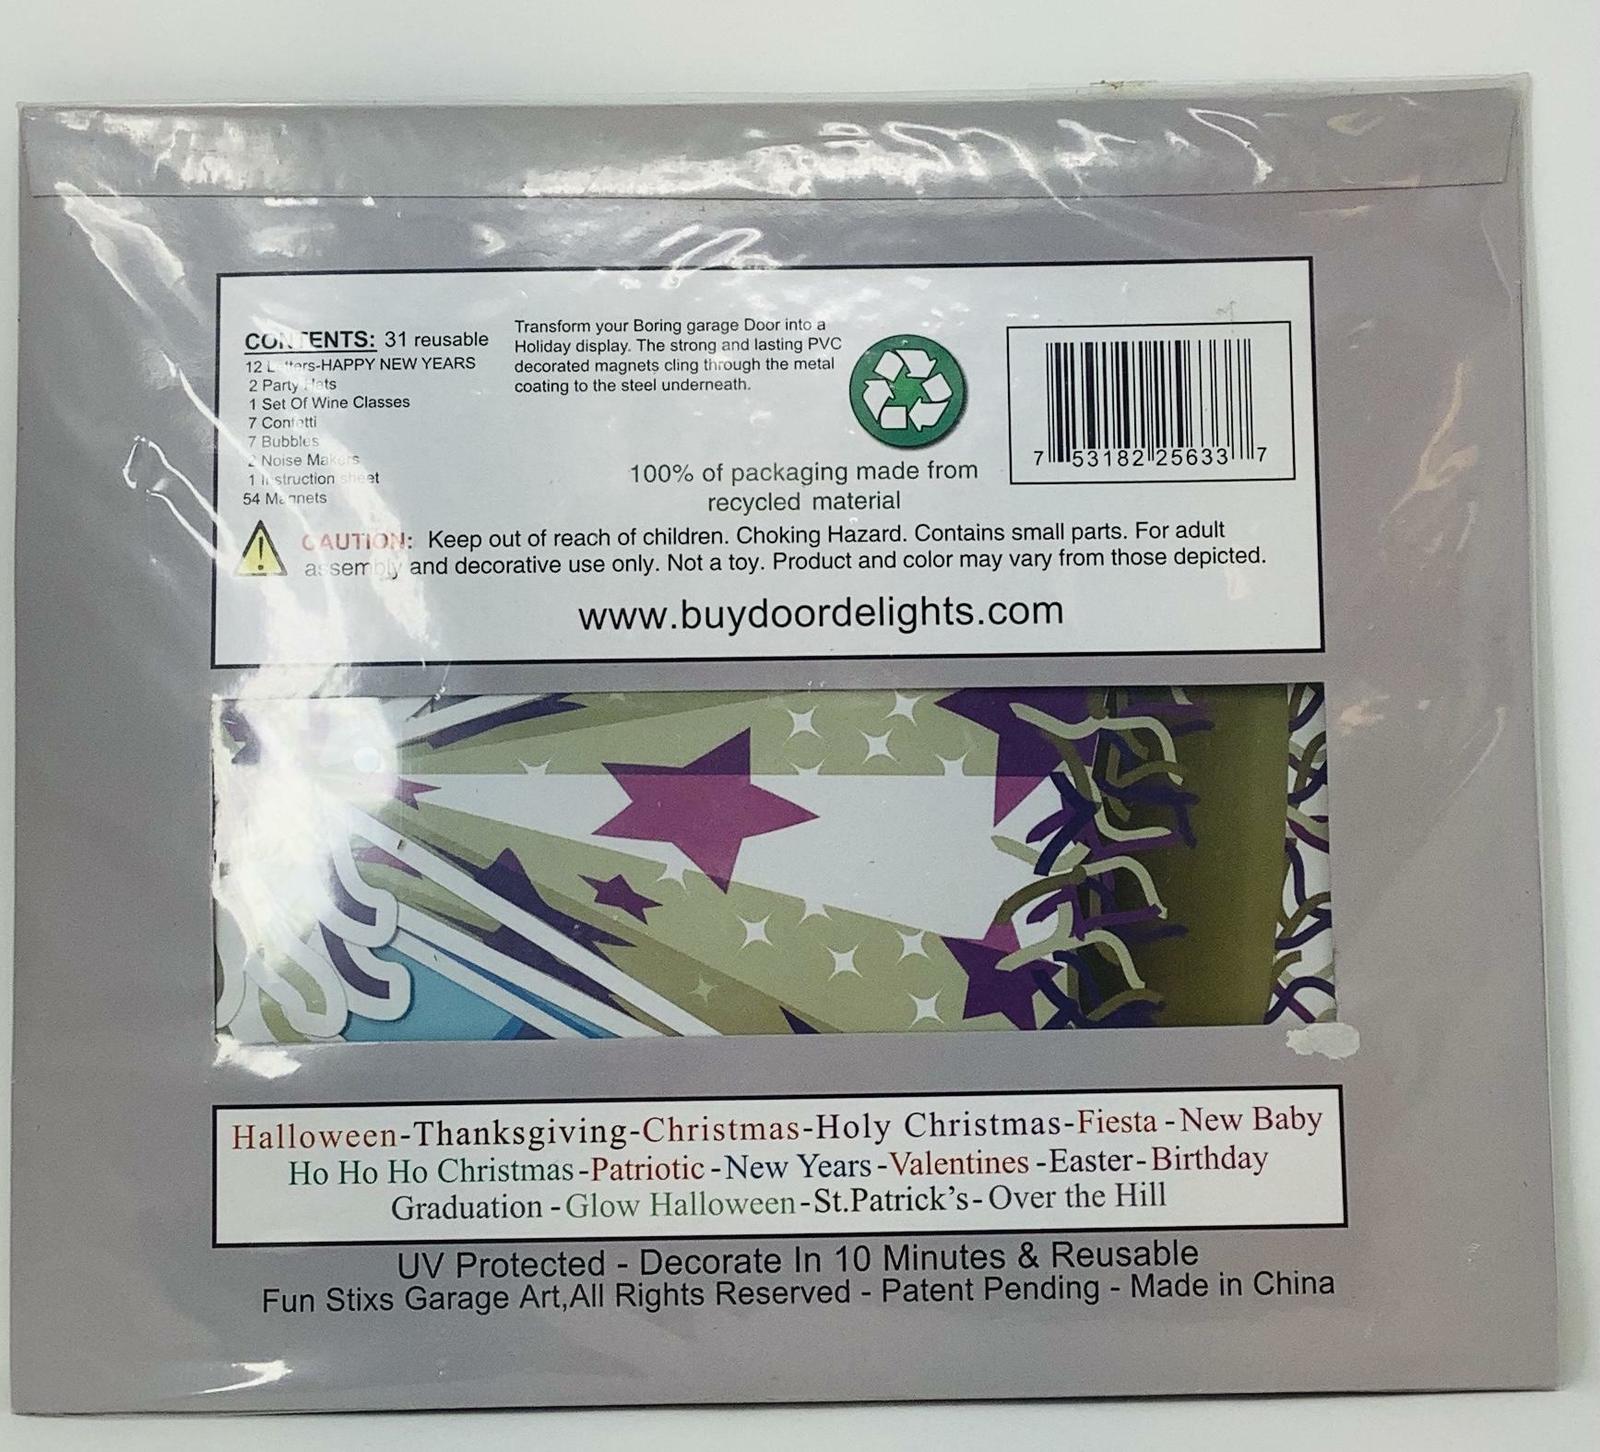 CONTENTS: 31 reusable
12 Letters-HAPPY NEW YEARS
2 Party Hats
1 Set Of Wine Classes
7 Confetti
7 Bubbles
2 Noise Makers
1 Instruction sheet
54 Magnets
Transform your Boring garage Door into a
Holiday display. The strong and lasting PVC
decorated magnets cling through the metal
coating to the steel underneath.
100% of packaging made from
recycled material
7 53182 25633 7
CAUTION: Keep out of reach of children. Choking Hazard. Contains small parts. For adult
assembly and decorative use only. Not a toy. Product and color may vary from those depicted.
www.buydoordelights.com
Halloween-Thanksgiving-Christmas-Holy Christmas-Fiesta - New Baby
Ho Ho Ho Christmas -Patriotic - New Years -Valentines -Easter- Birthday
Graduation - Glow Halloween-St.Patrick's- Over the Hill
UV Protected - Decorate In 10 Minutes & Reusable
Fun Stixs Garage Art,All Rights Reserved - Patent Pending - Made in China